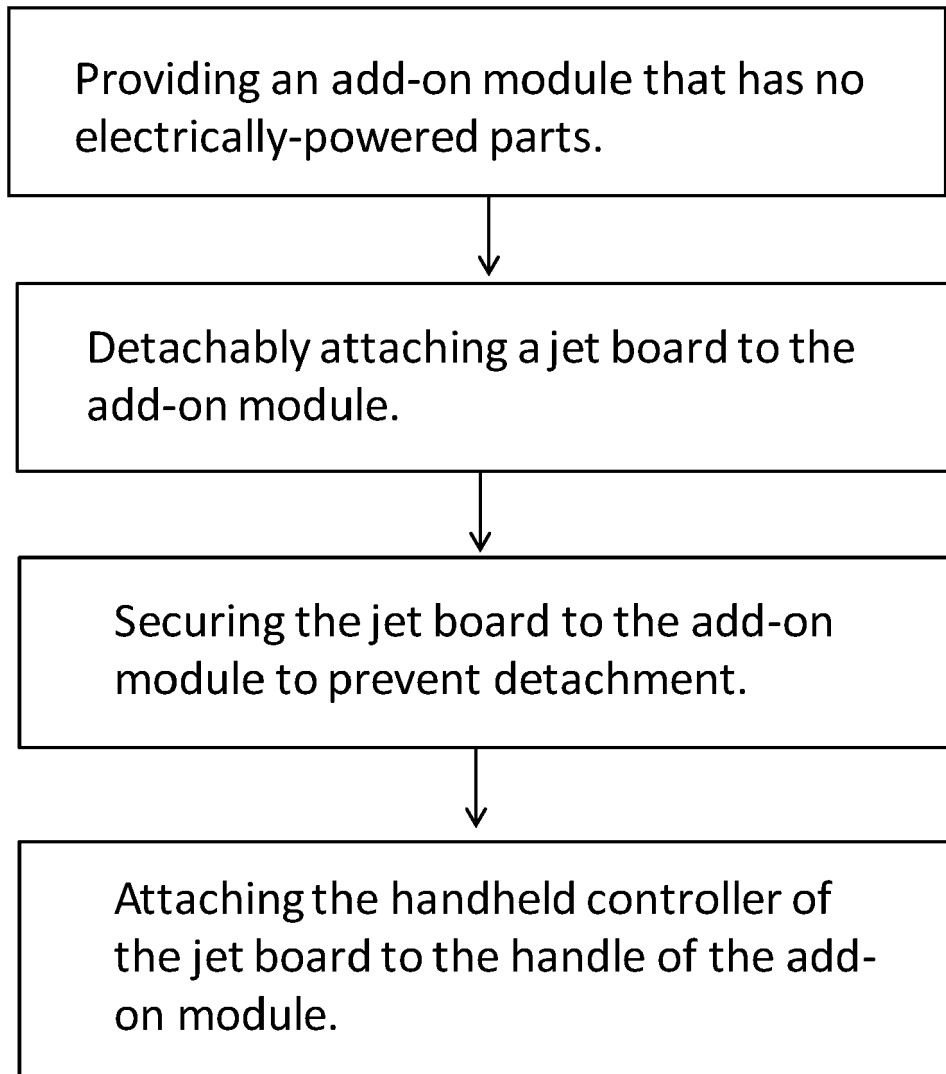 Providing an add-on module that has no
electrically-powered parts.
Detachably attaching a jet board to the
add-on module.
Securing the jet board to the add-on
module to prevent detachment.
Attaching the handheld controller of
the jet board to the handle of the add-
on module.